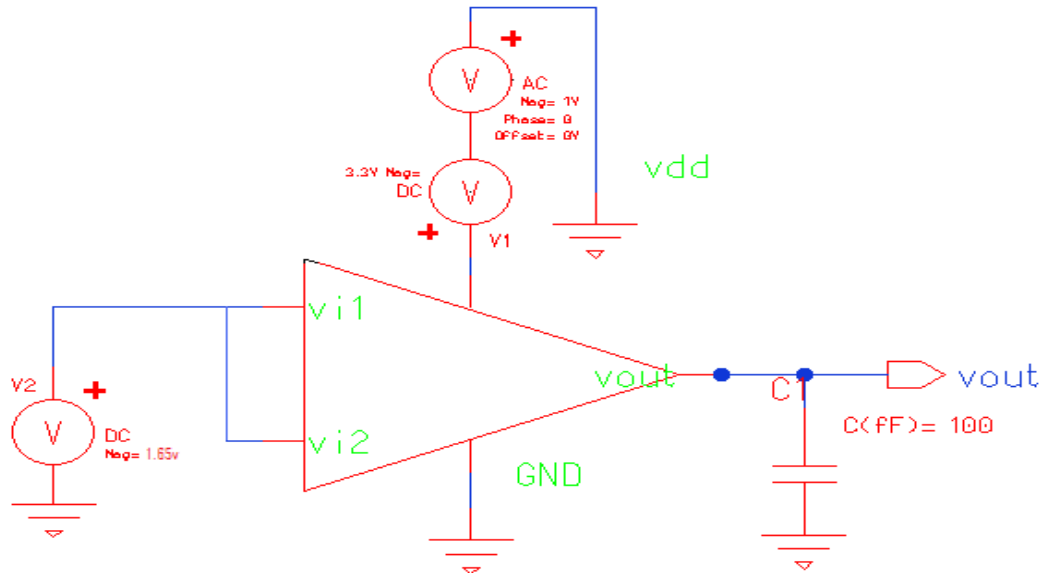 +
V
AC
Mag= 1V
Phase= 0
Offset= 0V
3.3V Mag=
DC
V
+
V1
vdd
vi1
V2
+
V
DC
Mag= 1.65v
vi2
vout
C1
vout
C(fF)= 100
GND